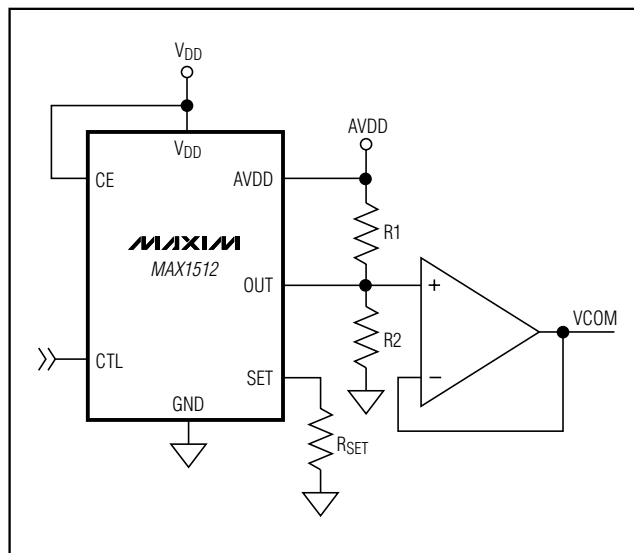 VDD
AVDD
VDD
CE
AVDD
R1
MAXIM
MAX1512
OUT
+
VCOM
R2
CTL
−
SET
GND
RSET